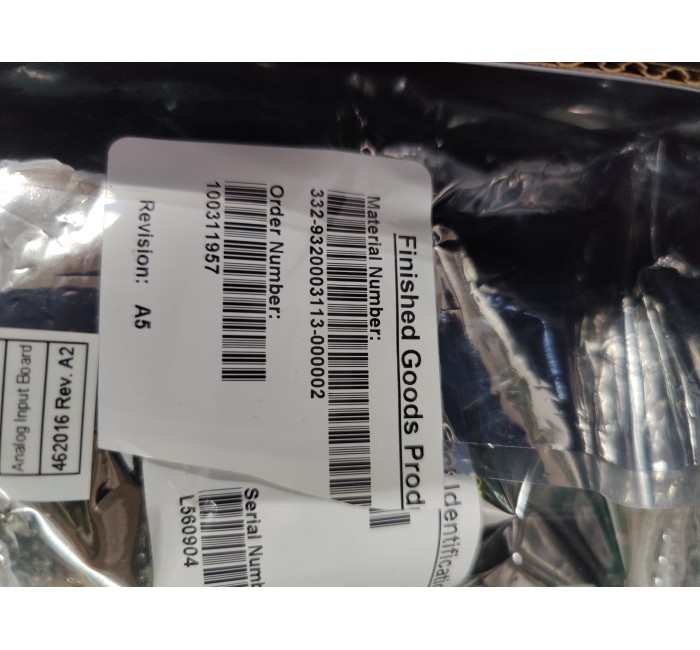 Finished Goods Prod
Material Number:
332-9320003113-000002
Order Number:
100311957
Revision: A5
Identificatio
Serial Numb
L560904
Analog Input Board
462016 Rev. A2